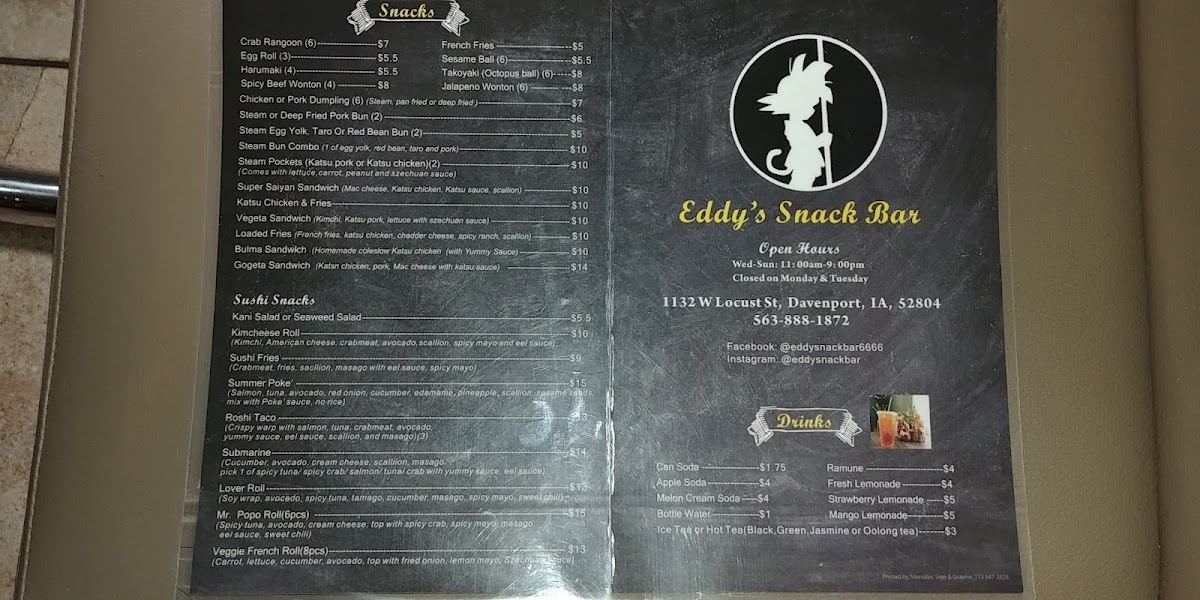 Snacks
Crab Rangoon (6)-----------------$7
Egg Roll (3)-------------------------$5.5
Harumaki (4)------------------------$5.5
Spicy Beef Wonton (4) -----------$8
French Fries ----------------------$5
Sesame Ball (6)--------------------$5.5
Takoyaki (Octopus ball) (6)-----$8
Jalapeno Wonton (6) --------- ---$8
Chicken or Pork Dumpling (6) (Steam, pan fried or deep fried )---------------------$7
Steam or Deep Fried Pork Bun (2)--------------------------------------------------$6
Steam Egg Yolk, Taro Or Red Bean Bun (2)---------------------------------------$5
Steam Bun Combo (1 of egg yolk, red bean, taro and pork)---------------------------$10
Steam Pockets (Katsu pork or Katsu chicken)(2) ---------------------------------$10
(Comes with lettuce,carrot, peanut and szechuan sauce)
Super Saiyan Sandwich (Mac cheese, Katsu chicken, Katsu sauce, scallion) ------------$10
Katsu Chicken & Fries--------------------------------------------------------------$10
Vegeta Sandwich (Kimchi, Katsu pork, lettuce with szechuan sauce) --------------------$10
Loaded Fries (French fries, katsu chicken, chadder cheese, spicy ranch, scallion) ----------$10
Bulma Sandwich (Homemade coleslow Katsu chicken (with Yummy Sauce)-------------$10
Gogeta Sandwich (Katsn chicken, pork, Mac cheese with katsu sauce) ----------------$14
Sushi Snacks
Kani Salad or Seaweed Salad------------------------------------------------------$5.5
Kimcheese Roll---------------------------------------------------------------------$10
(Kimchi, American cheese, crabmeat, avocado,scallion, spicy mayo and eel sauce)
Sushi Fries --------------------------------------------------------------------------$9
(Crabmeat, fries, sacllion, masago with eel sauce, spicy mayo)
Summer Poke' ----------------------------------------------------------------------$15
(Salmon, tuna, avocado, red onion, cucumber, edamame, pineapple, scallion, sesame seeds,
mix with Poke' sauce, no rice)
Roshi Taco --------------------------------------------------------------------------
(Crispy warp with salmon, tuna, crabmeat, avocado,
yummy sauce, eel sauce, scallion, and masago)(3)
Submarine---------------------------------------------------------------------------$14
(Cucumber, avocado, cream cheese, scallion, masago
pick 1 of spicy tuna/ spicy crab/ salmon/ tuna/ crab with yummy sauce, eel sauce)
Lover Roll ---------------------------------------------------------------------------$13
(Soy wrap, avocado, spicy tuna, tamago, cucumber, masago, spicy mayo, sweet chili)
Mr. Popo Roll(6pcs) ----------------------------------------------------------------$15
(Spicy tuna, avocado, cream cheese, top with spicy crab, spicy mayo, masago
eel sauce, sweet chili)
Veggie French Roll(8pcs)-----------------------------------------------------------$13
(Carrot, lettuce, cucumber, avocado, top with fried onion, lemon mayo, Szechuan sauce)
Eddy's Snack Bar
Open Hours
Wed-Sun: 11:00am-9:00pm
Closed on Monday & Tuesday
1132 W Locust St, Davenport, IA, 52804
563-888-1872
Facebook: @eddysnackbar6666
Instagram: @eddysnackbar
Drinks
Can Soda -----------------$1.75
Apple Soda---------------$4
Melon Cream Soda ----$4
Bottle Water--------------$1
Ramune ---------------------$4
Fresh Lemonade -----------$4
Strawberry Lemonade -----$5
Mango Lemonade----------$5
Ice Tea or Hot Tea(Black,Green,Jasmine or Oolong tea)-------$3